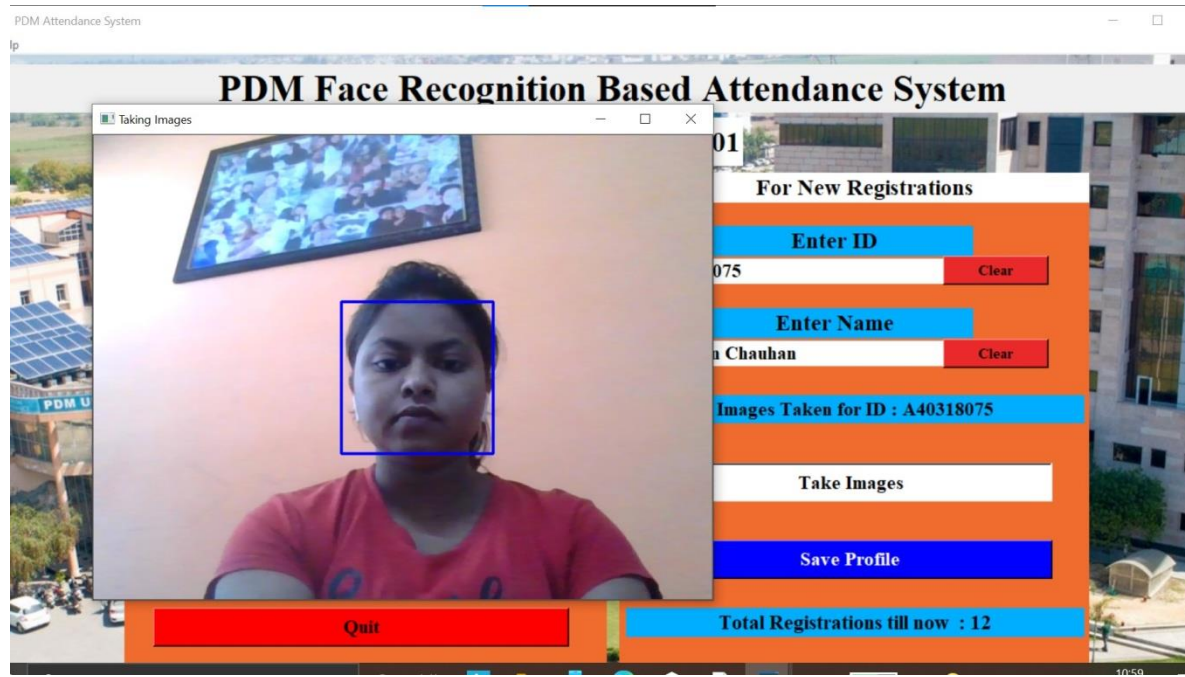 PDM Attendance System
lp
PDM Face Recognition Based Attendance System
Taking Images
01
For New Registrations
Enter ID
075
Clear
Enter Name
n Chauhan
Clear
PDM U
Images Taken for ID : A40318075
Take Images
Save Profile
Quit
Total Registrations till now : 12
10:59